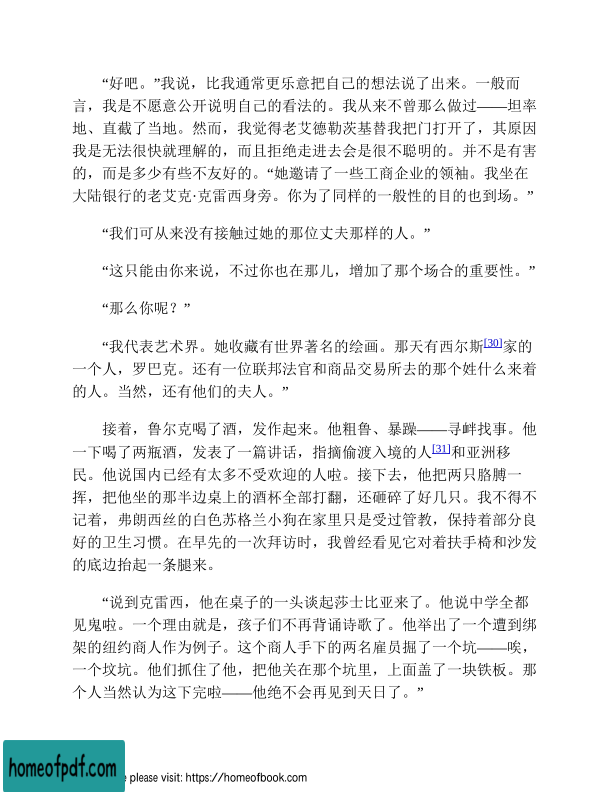 “好吧。”我说，比我通常更乐意把自己的想法说了出来。一般而
言，我是不愿意公开说明自己的看法的。我从来不曾那么做过——坦率
地、直截了当地。然而，我觉得老艾德勒茨基替我把门打开了，其原因
我是无法很快就理解的，而且拒绝走进去会是很不聪明的。并不是有害
的，而是多少有些不友好的。“她邀请了一些工商企业的领袖。我坐在
大陆银行的老艾克·克雷西身旁。你为了同样的一般性的目的也到场。”
“我们可从来没有接触过她的那位丈夫那样的人。”
“这只能由你来说，不过你也在那儿，增加了那个场合的重要性。”
“那么你呢？”
“我代表艺术界。她收藏有世界著名的绘画。那天有西尔斯[30]家的
一个人，罗巴克。还有一位联邦法官和商品交易所去的那个姓什么来着
的人。当然，还有他们的夫人。”
接着，鲁尔克喝了酒，发作起来。他粗鲁、暴躁——寻衅找事。他
一下喝了两瓶酒，发表了一篇讲话，指摘偷渡入境的人[31]和亚洲移
民。他说国内已经有太多不受欢迎的人啦。接下去，他把两只胳膊一
挥，把他坐的那半边桌上的酒杯全部打翻，还砸碎了好几只。我不得不
记着，弗朗西丝的白色苏格兰小狗在家里只是受过管教，保持着部分良
好的卫生习惯。在早先的一次拜访时，我曾经看见它对着扶手椅和沙发
的底边抬起一条腿来。
“说到克雷西，他在桌子的一头谈起莎士比亚来了。他说中学全都
见鬼啦。一个理由就是，孩子们不再背诵诗歌了。他举出了一个遭到绑
架的纽约商人作为例子。这个商人手下的两名雇员掘了一个坑——唉，
一个坟坑。他们抓住了他，把他关在那个坑里，上面盖了一块铁板。那
个人当然认为这下完啦——他绝不会再见到天日了。”
homeofpdf.com
e please visit: https://homeofbook.com